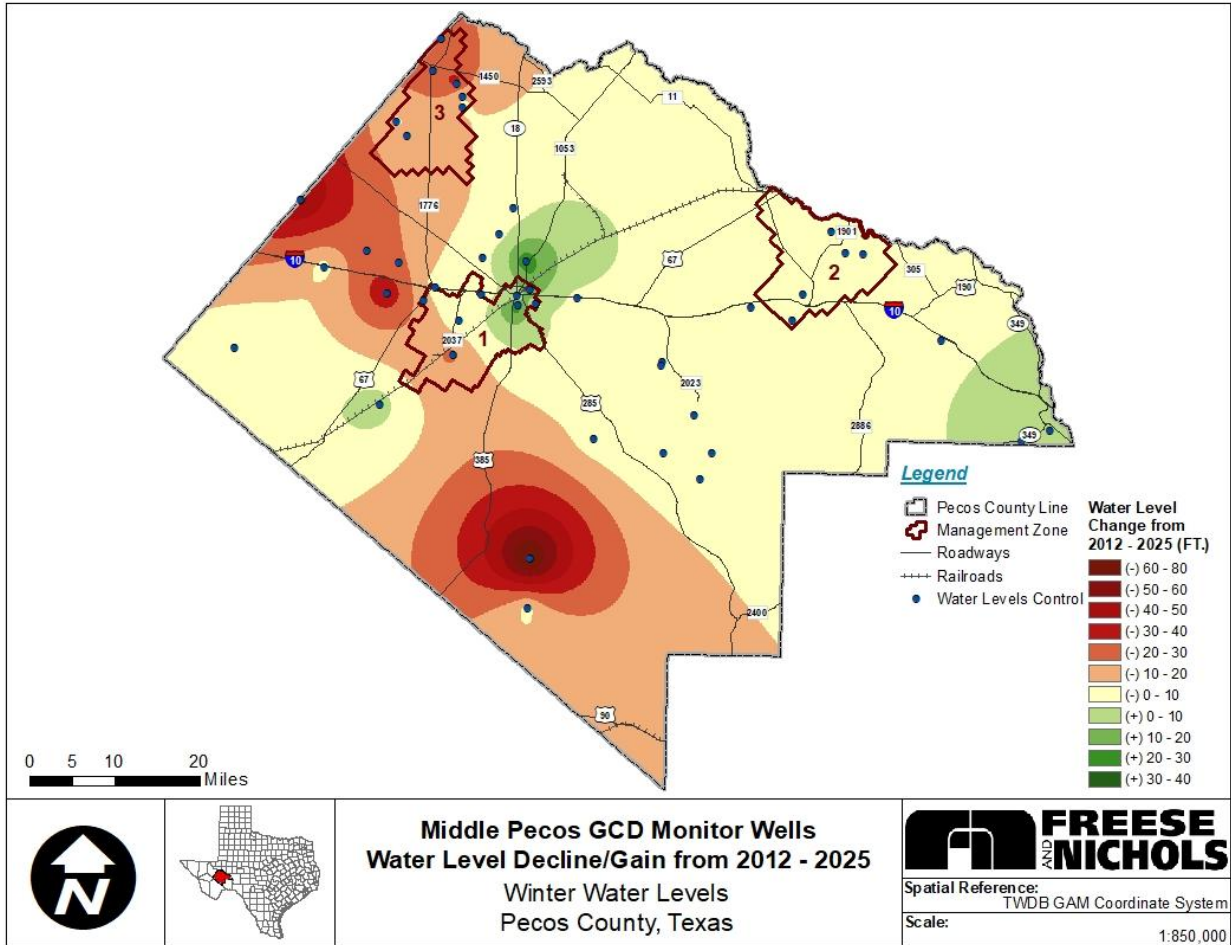 1450
2593
11
3
18
1053
1776
1901
10
67
2
305
190
10
349
1
2037
67
285
2023
2886
349
385
2400
90
Legend
Pecos County Line
Management Zone
Roadways
Railroads
Water Levels Control
Water Level
Change from
2012 - 2025 (FT.)
(-) 60 - 80
(-) 50 - 60
(-) 40 - 50
(-) 30 - 40
(-) 20 - 30
(-) 10 - 20
(-) 0 - 10
(+) 0 - 10
(+) 10 - 20
(+) 20 - 30
(+) 30 - 40
0 5 10 20
Miles
N
Middle Pecos GCD Monitor Wells
Water Level Decline/Gain from 2012 - 2025
Winter Water Levels
Pecos County, Texas
FREESE
AND NICHOLS
Spatial Reference:
TWDB GAM Coordinate System
Scale:
1:850,000